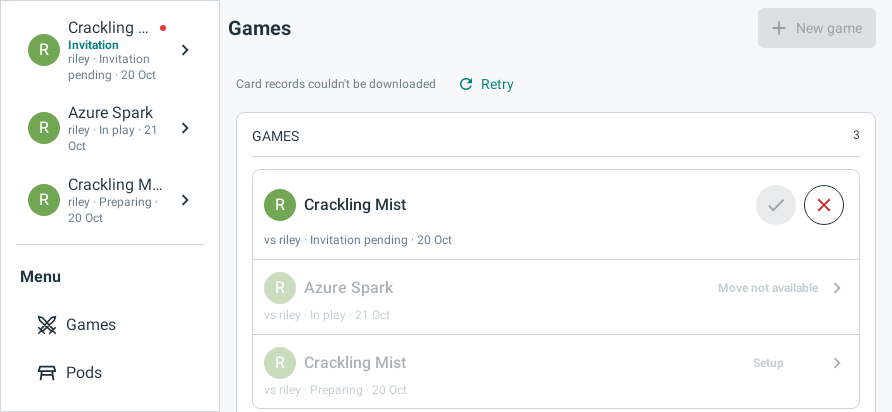 R
Crackling ...
Invitation
riley · Invitation
pending · 20 Oct
R
Azure Spark
riley · In play · 21
Oct
R
Crackling M...
riley · Preparing ·
20 Oct
Menu
Games
Pods
Games
New game
Card records couldn't be downloaded
Retry
GAMES
3
R
Crackling Mist
vs riley · Invitation pending · 20 Oct
R
Azure Spark
Move not available
vs riley · In play · 21 Oct
R
Crackling Mist
Setup
vs riley · Preparing · 20 Oct